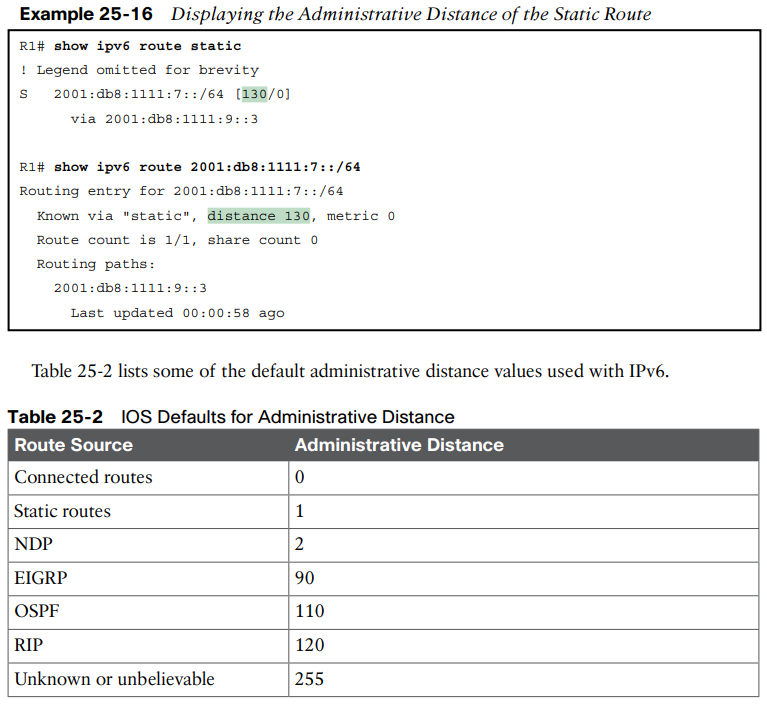 Example 25-16 Displaying the Administrative Distance of the Static Route
R1# show ipv6 route static
! Legend omitted for brevity
S 2001:db8:1111:7::/64 [130/0]
via 2001:db8:1111:9::3
R1# show ipv6 route 2001:db8:1111:7::/64
Routing entry for 2001:db8:1111:7::/64
Known via "static", distance 130, metric 0
Route count is 1/1, share count 0
Routing paths:
2001:db8:1111:9::3
Last updated 00:00:58 ago
Table 25-2 lists some of the default administrative distance values used with IPv6.
Table 25-2 IOS Defaults for Administrative Distance
Route Source Administrative Distance
Connected routes 0
Static routes 1
NDP 2
EIGRP 90
OSPF 110
RIP 120
Unknown or unbelievable 255